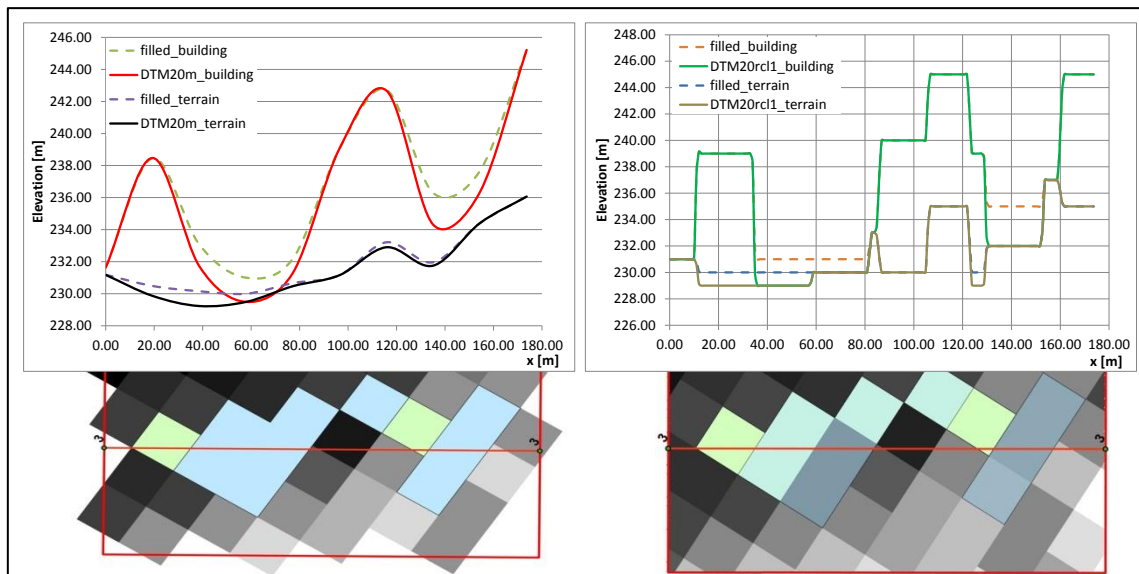 246.00
244.00
242.00
240.00
238.00
236.00
234.00
232.00
230.00
228.00
Elevation [m]
filled_building
DTM20m_building
filled_terrain
DTM20m_terrain
0.00 20.00 40.00 60.00 80.00 100.00 120.00 140.00 160.00 180.00
x [m]
248.00
246.00
244.00
242.00
240.00
238.00
236.00
234.00
232.00
230.00
228.00
226.00
Elevation [m]
filled_building
DTM20rcl1_building
filled_terrain
DTM20rcl1_terrain
0.00 20.00 40.00 60.00 80.00 100.00 120.00 140.00 160.00 180.00
x [m]
3
3
3
3